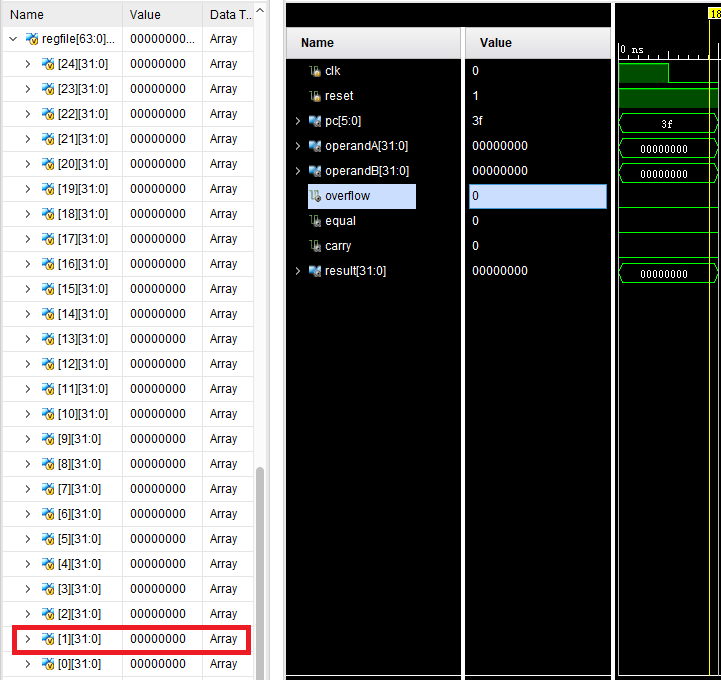 Name Value Data T...
regfile[63:0]... 00000000... Array
[24][31:0] 00000000 Array
[23][31:0] 00000000 Array
[22][31:0] 00000000 Array
[21][31:0] 00000000 Array
[20][31:0] 00000000 Array
[19][31:0] 00000000 Array
[18][31:0] 00000000 Array
[17][31:0] 00000000 Array
[16][31:0] 00000000 Array
[15][31:0] 00000000 Array
[14][31:0] 00000000 Array
[13][31:0] 00000000 Array
[12][31:0] 00000000 Array
[11][31:0] 00000000 Array
[10][31:0] 00000000 Array
[9][31:0] 00000000 Array
[8][31:0] 00000000 Array
[7][31:0] 00000000 Array
[6][31:0] 00000000 Array
[5][31:0] 00000000 Array
[4][31:0] 00000000 Array
[3][31:0] 00000000 Array
[2][31:0] 00000000 Array
[1][31:0] 00000000 Array
[0][31:0] 00000000 Array
Name Value
clk 0
reset 1
pc[5:0] 3f
operandA[31:0] 00000000
operandB[31:0] 00000000
overflow 0
equal 0
carry 0
result[31:0] 00000000
18
0 ns
3f
00000000
00000000
00000000